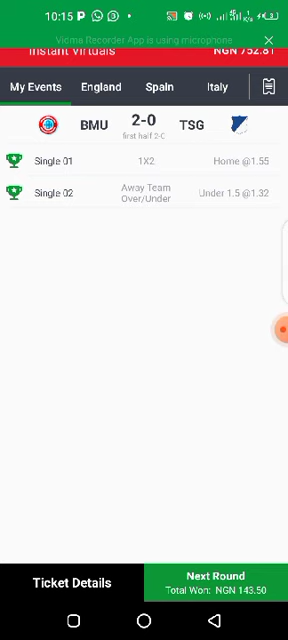 10:15
Vidma Recorder App is using microphone
Instant Virtuals NGN 752.81
My Events England Spain Italy
BMU 2-0 TSG
first half 2-0
Single 01 1X2 Home @1.55
Single 02 Away Team Over/Under Under 1.5 @1.32
Ticket Details
Next Round
Total Won: NGN 143.50